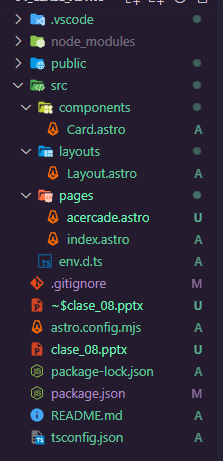 .vscode
node_modules
public
src
components
Card.astro A
layouts
Layout.astro A
pages
acercade.astro U
index.astro A
TS env.d.ts A
.gitignore M
~$clase_08.pptx U
astro.config.mjs A
clase_08.pptx U
package-lock.json A
package.json M
README.md A
tsconfig.json A